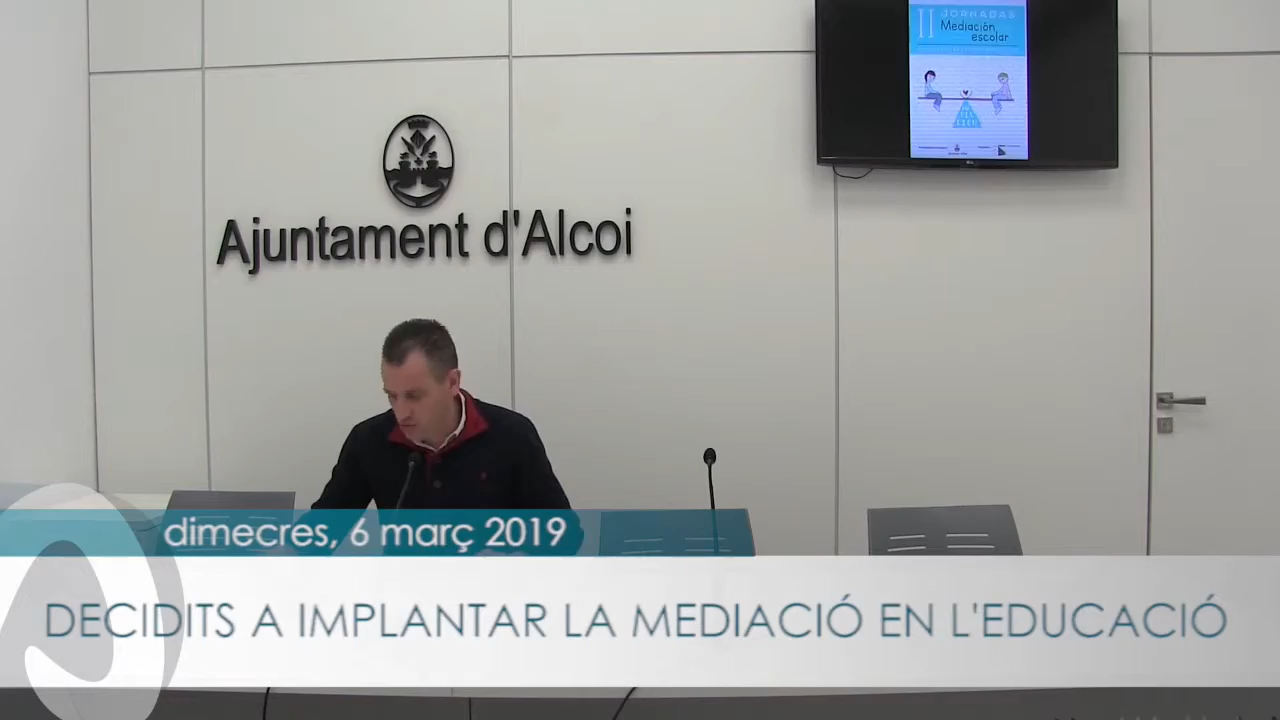 II JORNADAS
Mediación
escolar
Ajuntament d'Alcoi
dimecres, 6 març 2019
DECIDITS A IMPLANTAR LA MEDIACIÓ EN L'EDUCACIÓ